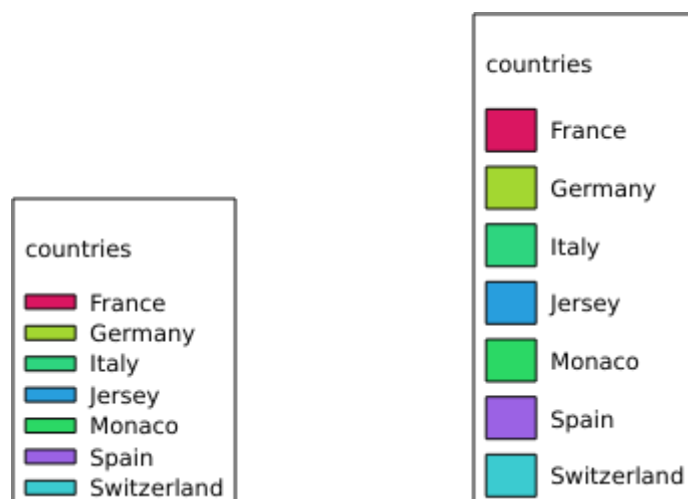 countries
France
Germany
Italy
Jersey
Monaco
Spain
Switzerland
countries
France
Germany
Italy
Jersey
Monaco
Spain
Switzerland